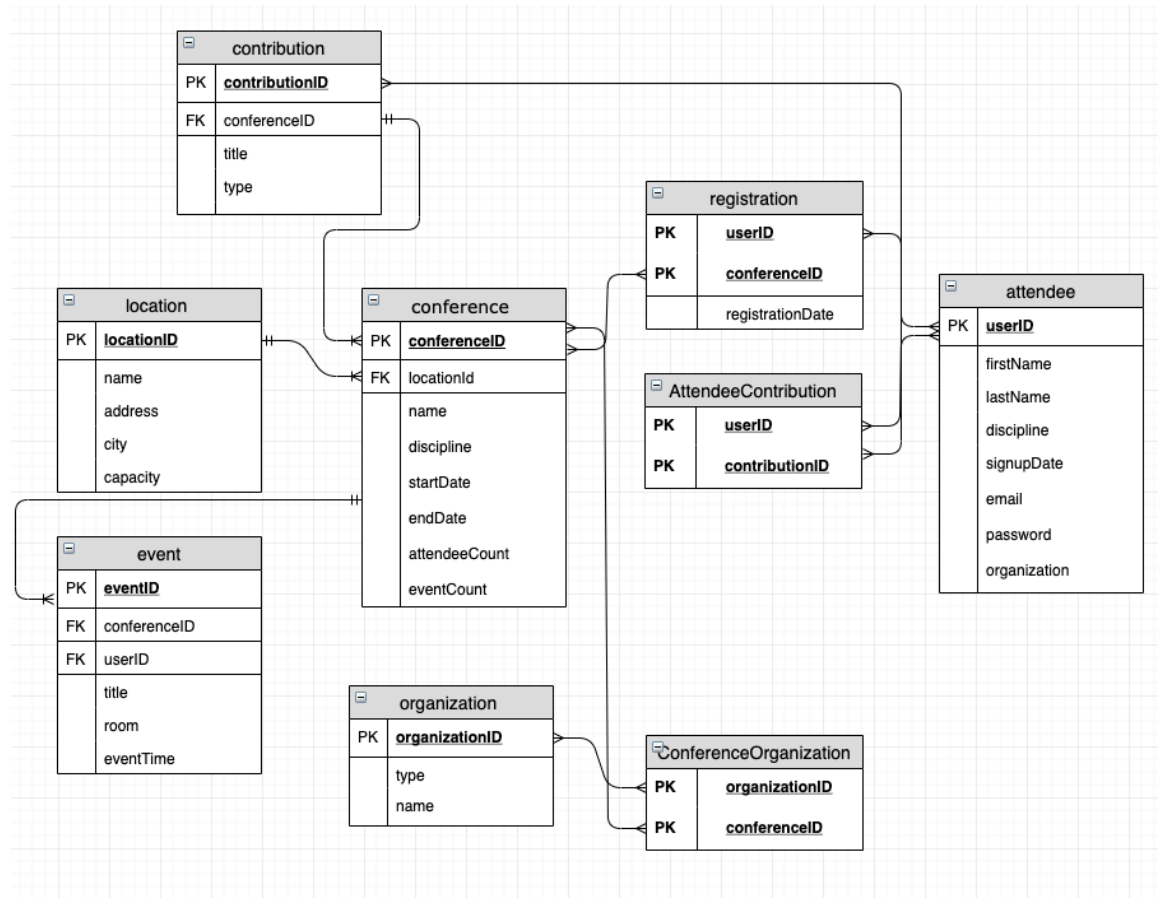 contribution
PK contributionID
FK conferenceID
title
type
registration
PK userID
PK conferenceID
registrationDate
attendee
PK userID
firstName
lastName
discipline
signupDate
email
password
organization
location
PK locationID
name
address
city
capacity
conference
PK conferenceID
FK locationId
name
discipline
startDate
endDate
attendeeCount
eventCount
AttendeeContribution
PK userID
PK contributionID
event
PK eventID
FK conferenceID
FK userID
title
room
eventTime
organization
PK organizationID
type
name
ConferenceOrganization
PK organizationID
PK conferenceID